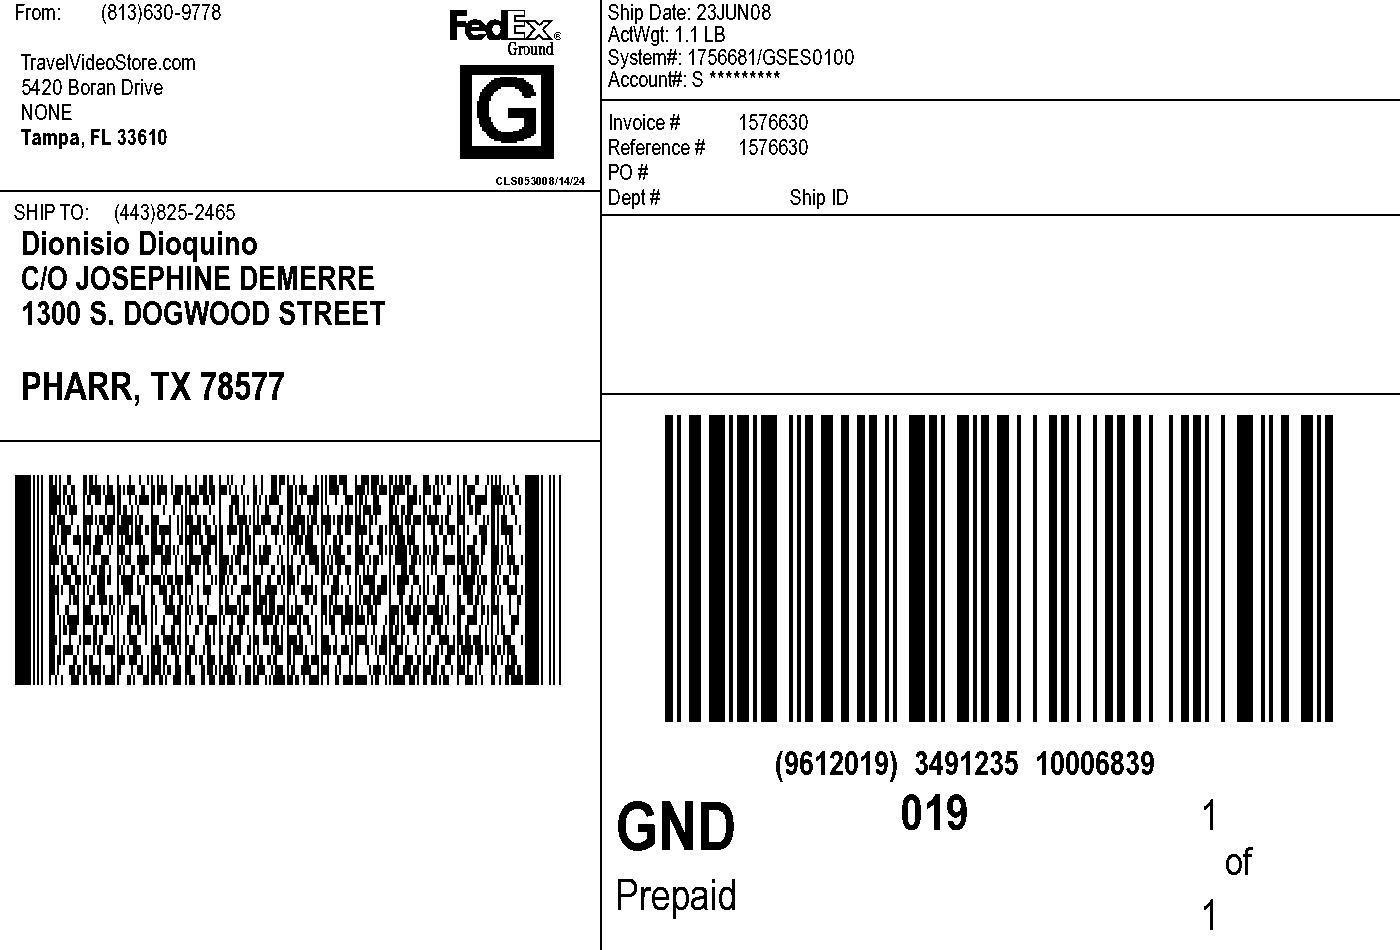 From: (813)630-9778
TravelVideoStore.com
5420 Boran Drive
NONE
Tampa, FL 33610
FedEx®
Ground
G
CLS053008/14/24
SHIP TO: (443)825-2465
Dionisio Dioquino
C/O JOSEPHINE DEMERRE
1300 S. DOGWOOD STREET
PHARR, TX 78577
Ship Date: 23JUN08
ActWgt: 1.1 LB
System#: 1756681/GSES0100
Account#: S *********
Invoice # 1576630
Reference # 1576630
PO #
Dept # Ship ID
(9612019) 3491235 10006839
GND 019 1
of
Prepaid 1